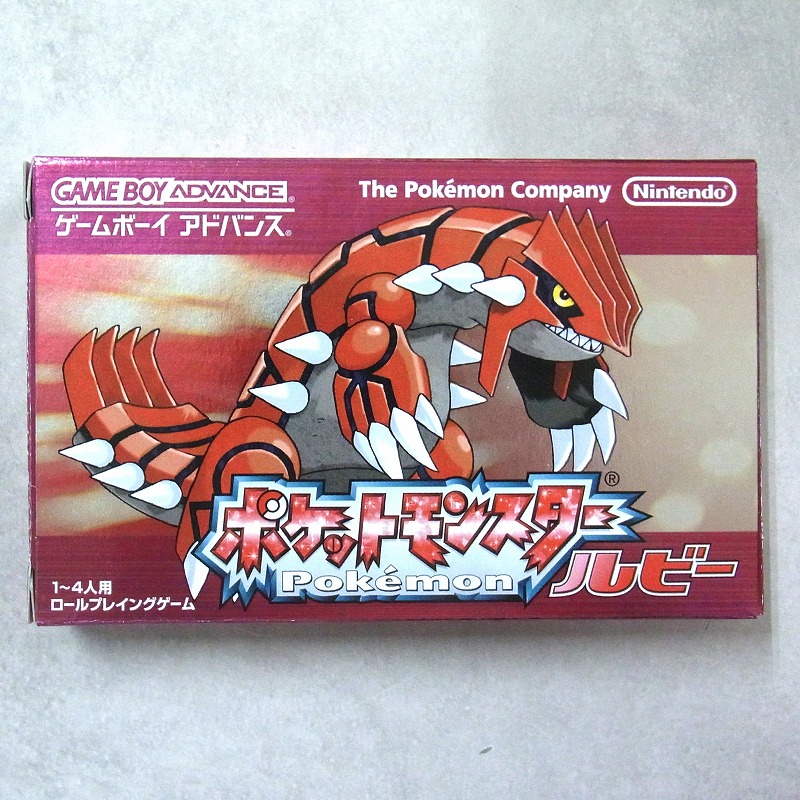 GAME BOY ADVANCE®
ゲームボーイ アドバンス®
The Pokémon Company
Nintendo®
ポケットモンスター®
Pokémon
ルビー
1～4人用
ロールプレイングゲーム